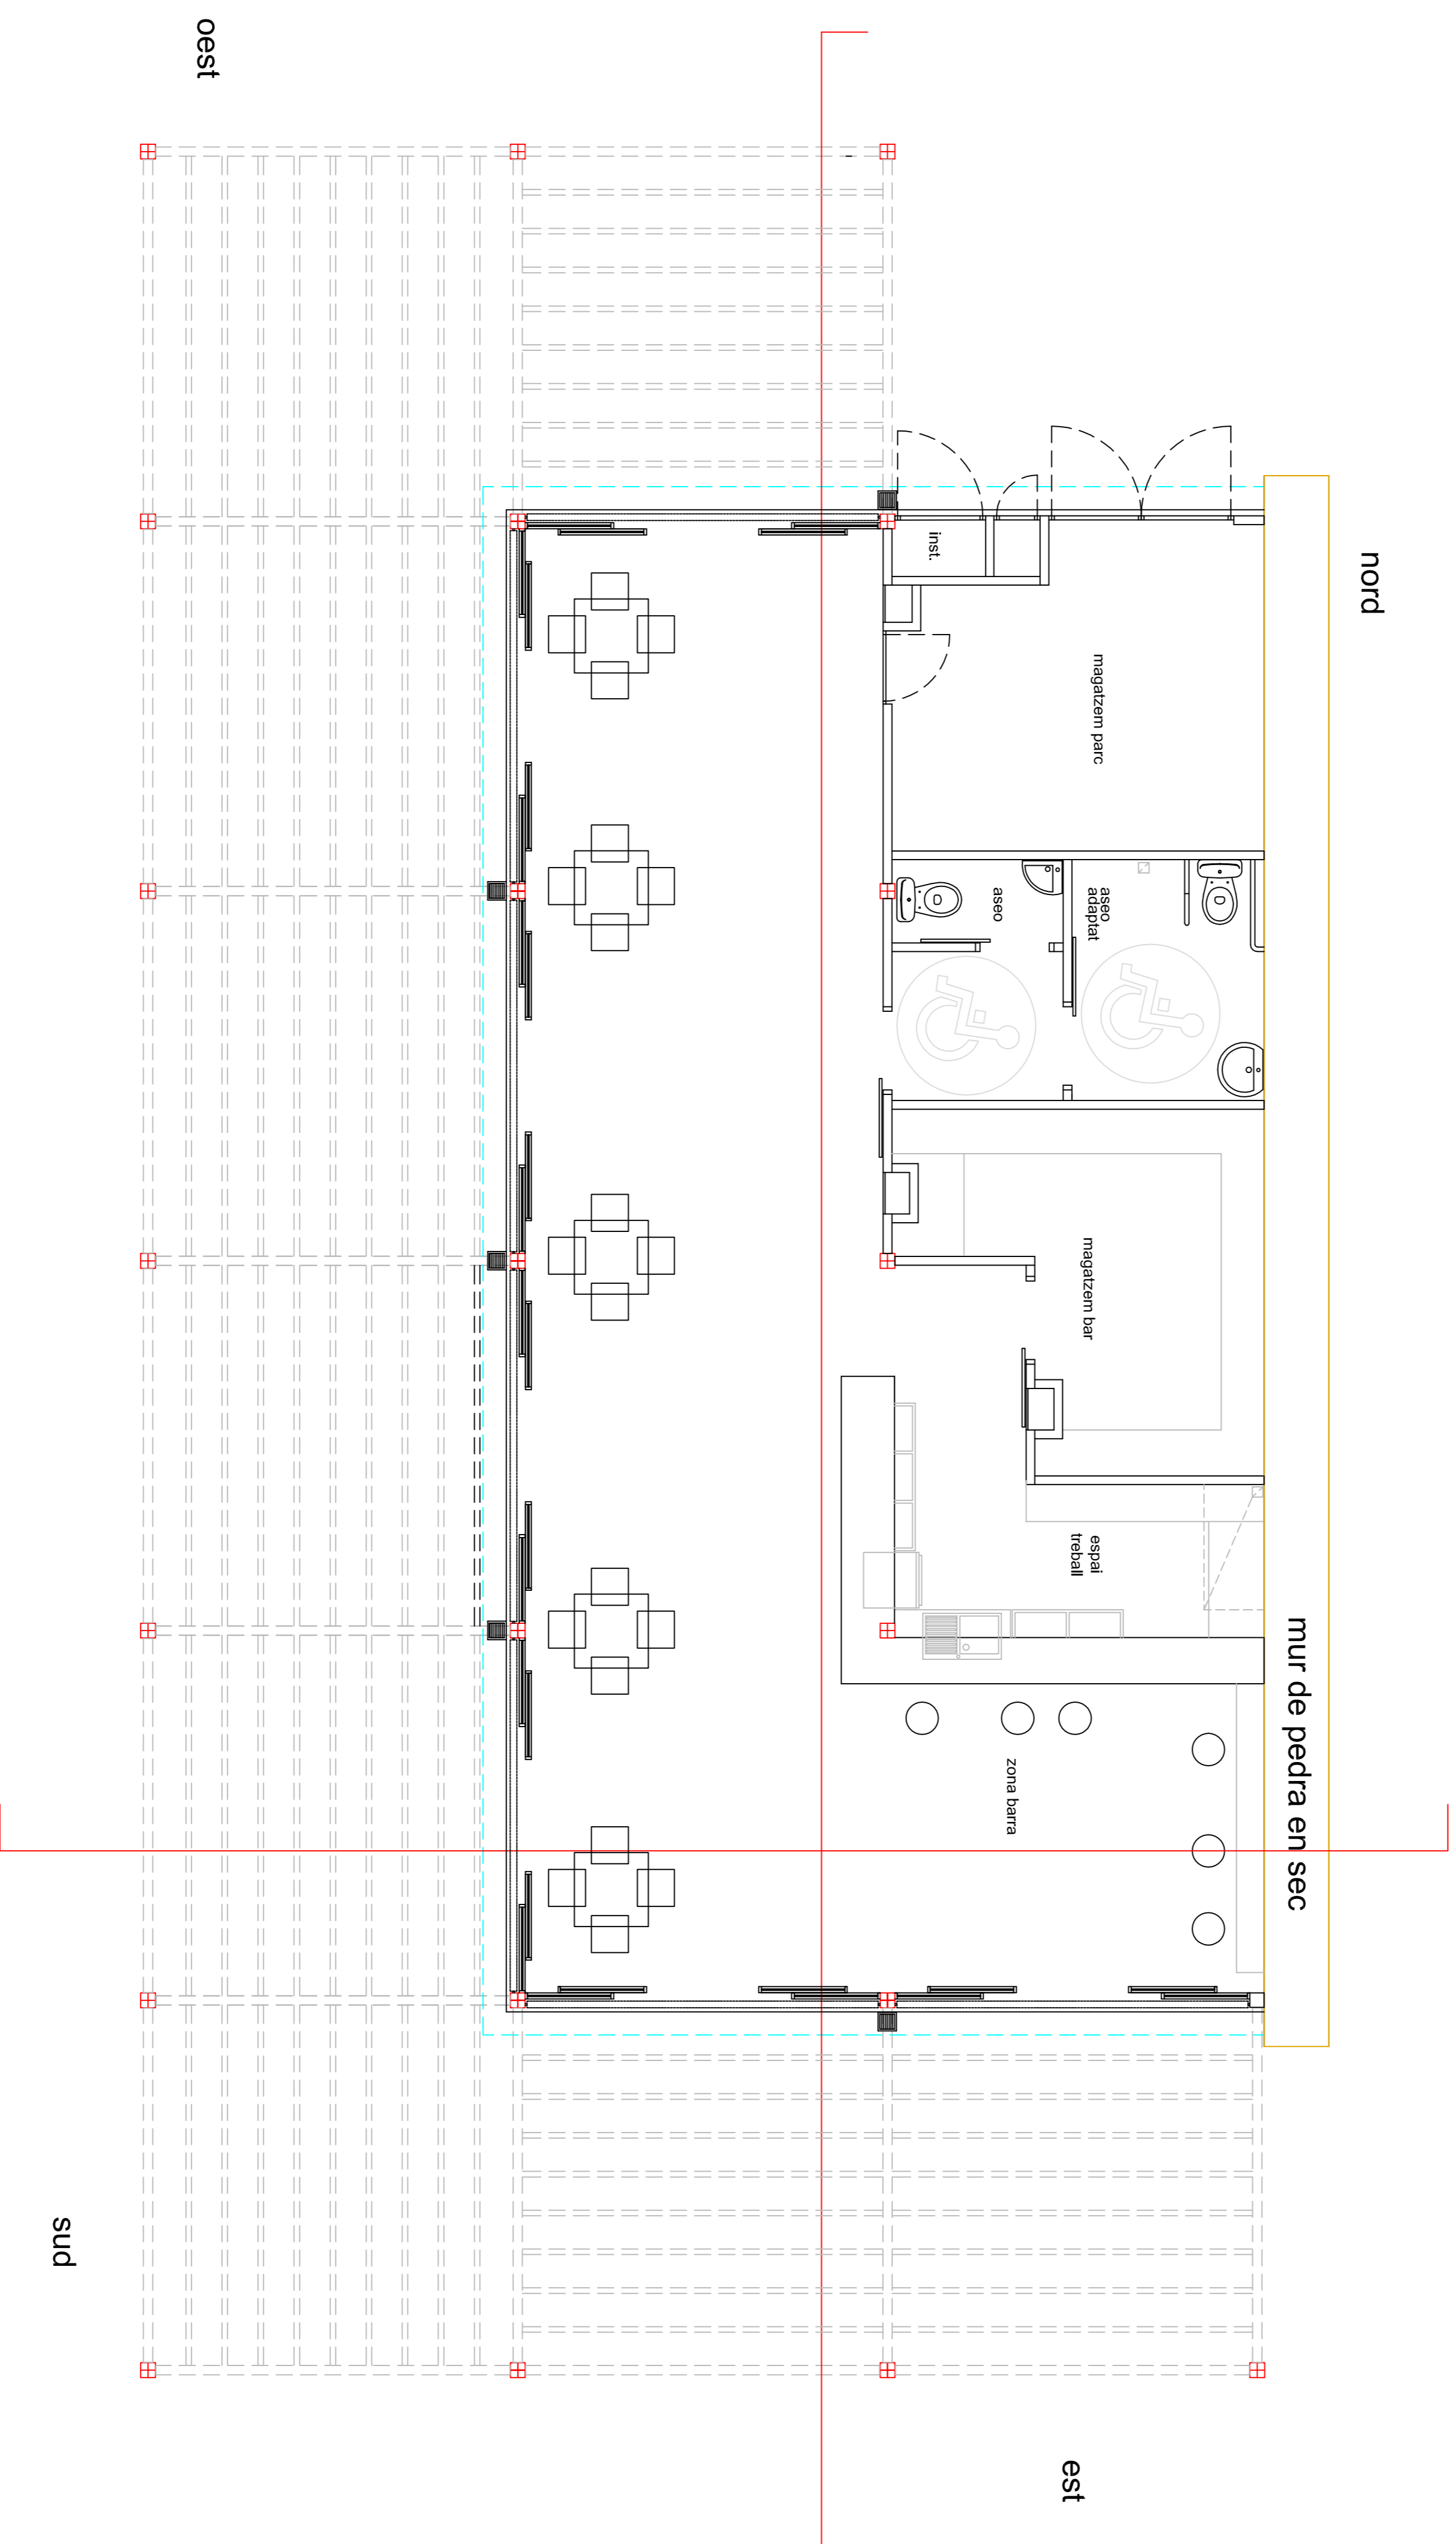 nord
mur de pedra en sec
oest
inst.
magatzem parc
aseo
aseo
adaptat
magatzem bar
espai
treball
zona barra
est
sud